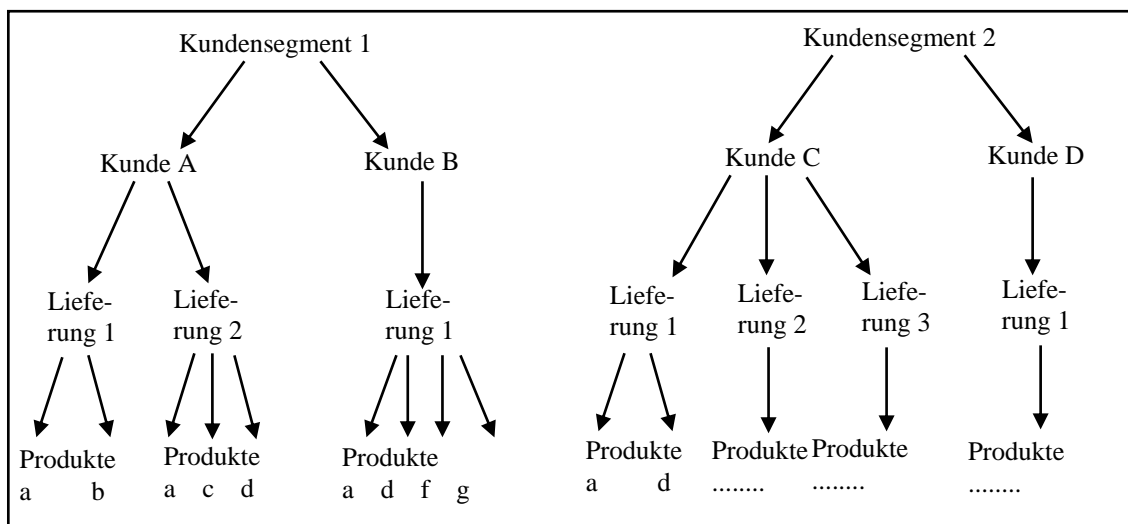 Kundensegment 1
Kundensegment 2
Kunde A
Kunde B
Kunde C
Kunde D
Liefe-
rung 1
Liefe-
rung 2
Liefe-
rung 1
Liefe-
rung 1
Liefe-
rung 2
Liefe-
rung 3
Liefe-
rung 1
Produkte
a b
Produkte
a c d
Produkte
a d f g
Produkte
a d
Produkte
........
Produkte
........
Produkte
........